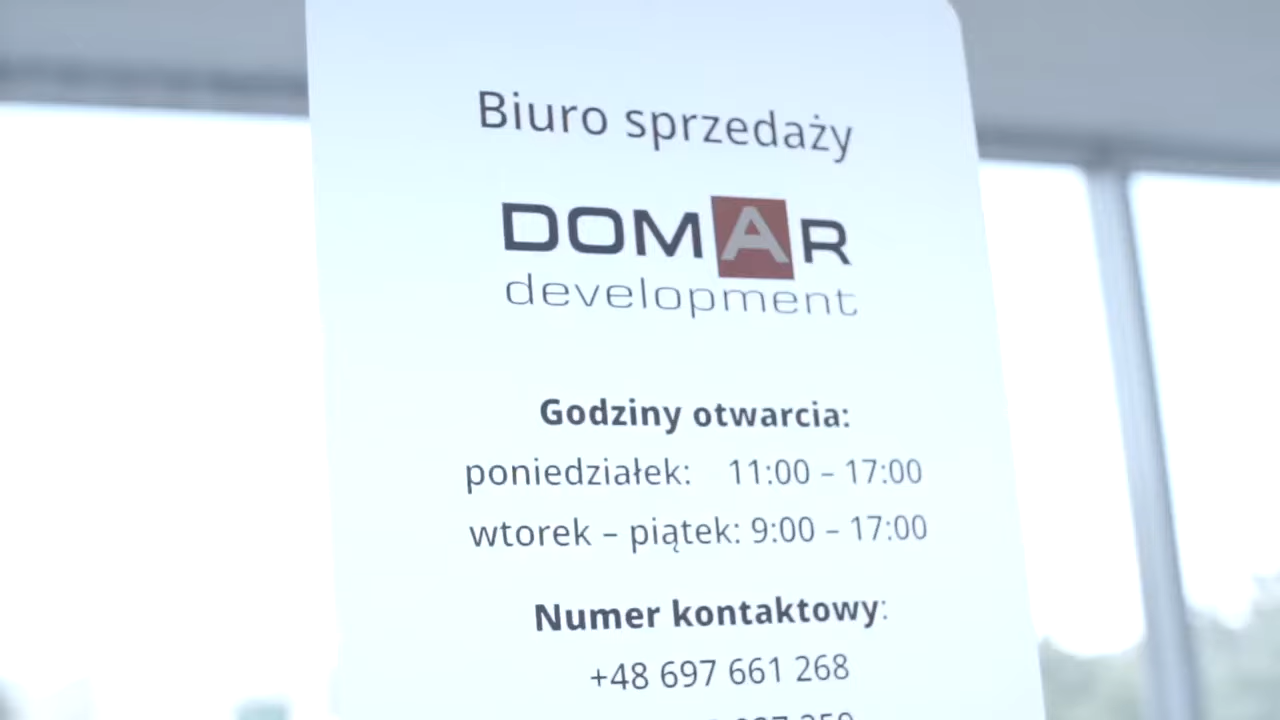 Biuro sprzedaży
DOMAR
development
Godziny otwarcia:
poniedziałek: 11:00 – 17:00
wtorek – piątek: 9:00 – 17:00
Numer kontaktowy:
+48 697 661 268